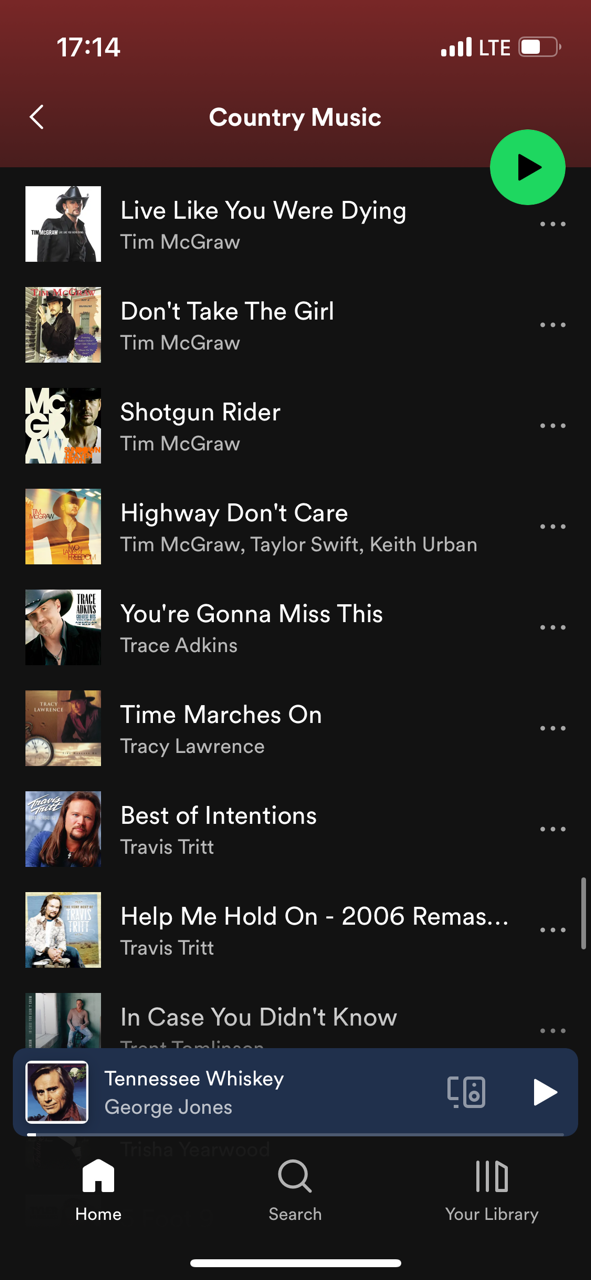 17:14
LTE
Country Music
Live Like You Were Dying
Tim McGraw
Don't Take The Girl
Tim McGraw
Shotgun Rider
Tim McGraw
Highway Don't Care
Tim McGraw, Taylor Swift, Keith Urban
You're Gonna Miss This
Trace Adkins
Time Marches On
Tracy Lawrence
Best of Intentions
Travis Tritt
Help Me Hold On - 2006 Remas...
Travis Tritt
In Case You Didn't Know
Trent Tomlinson
Tennessee Whiskey
George Jones
Trisha Yearwood
Home
Search
Your Library